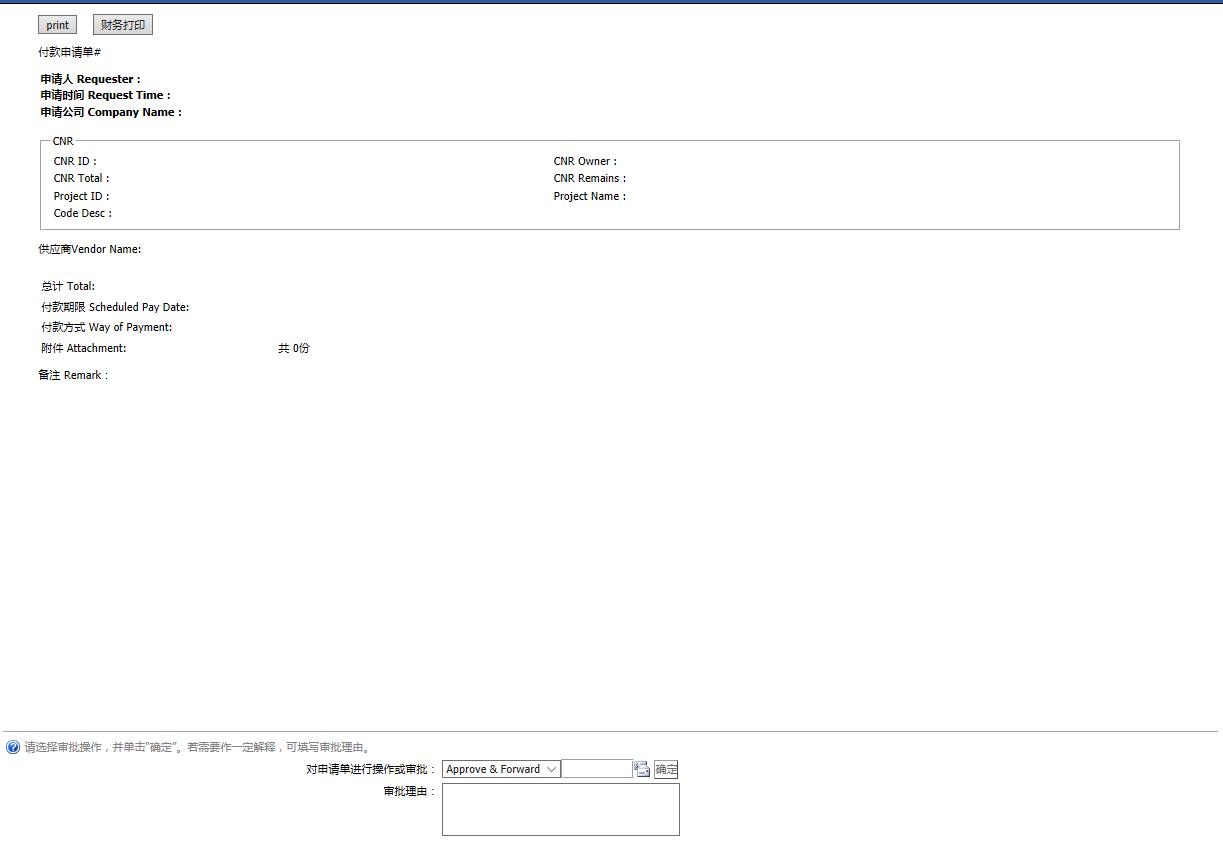 print 财务打印
付款申请单#
申请人 Requester :
申请时间 Request Time :
申请公司 Company Name :
CNR
CNR ID : CNR Owner :
CNR Total : CNR Remains :
Project ID : Project Name :
Code Desc :
供应商Vendor Name:
总计 Total:
付款期限 Scheduled Pay Date:
付款方式 Way of Payment:
附件 Attachment: 共 0份
备注 Remark :
请选择审批操作，并单击"确定"。若需要作一定解释，可填写审批理由。
对申请单进行操作或审批： Approve & Forward 确定
审批理由：